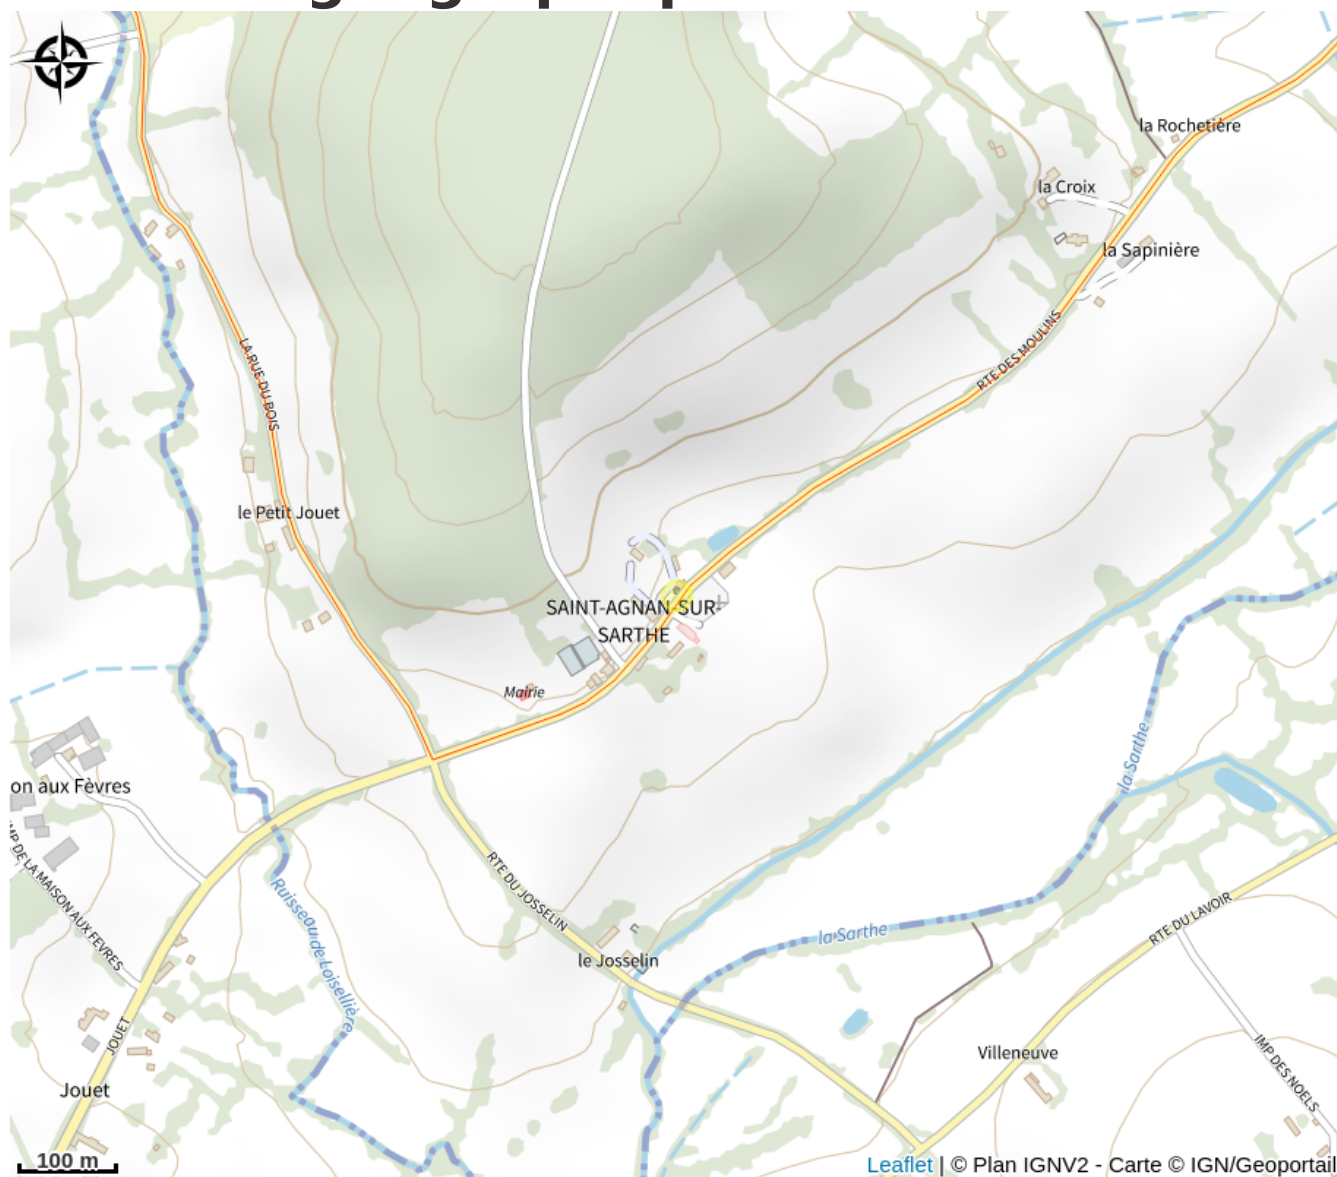 la Rochetière
la Croix
la Sapinière
RTE DES MOULINS
LA RUE DU BOIS
le Petit Jouet
SAINT-AGNAN-SUR-
SARTHE
Mairie
la Sarthe
on aux Fèvres
IMP DE LA MAISON AUX FEVRES
RTE DU JOSSELIN
Ruisseau de Loisellière
RTE DU LAVOIR
la Sarthe
le Josselin
JOUET
Villeneuve
IMP DES NOELS
Jouet
100 m
Leaflet | © Plan IGNV2 - Carte © IGN/Geoportail